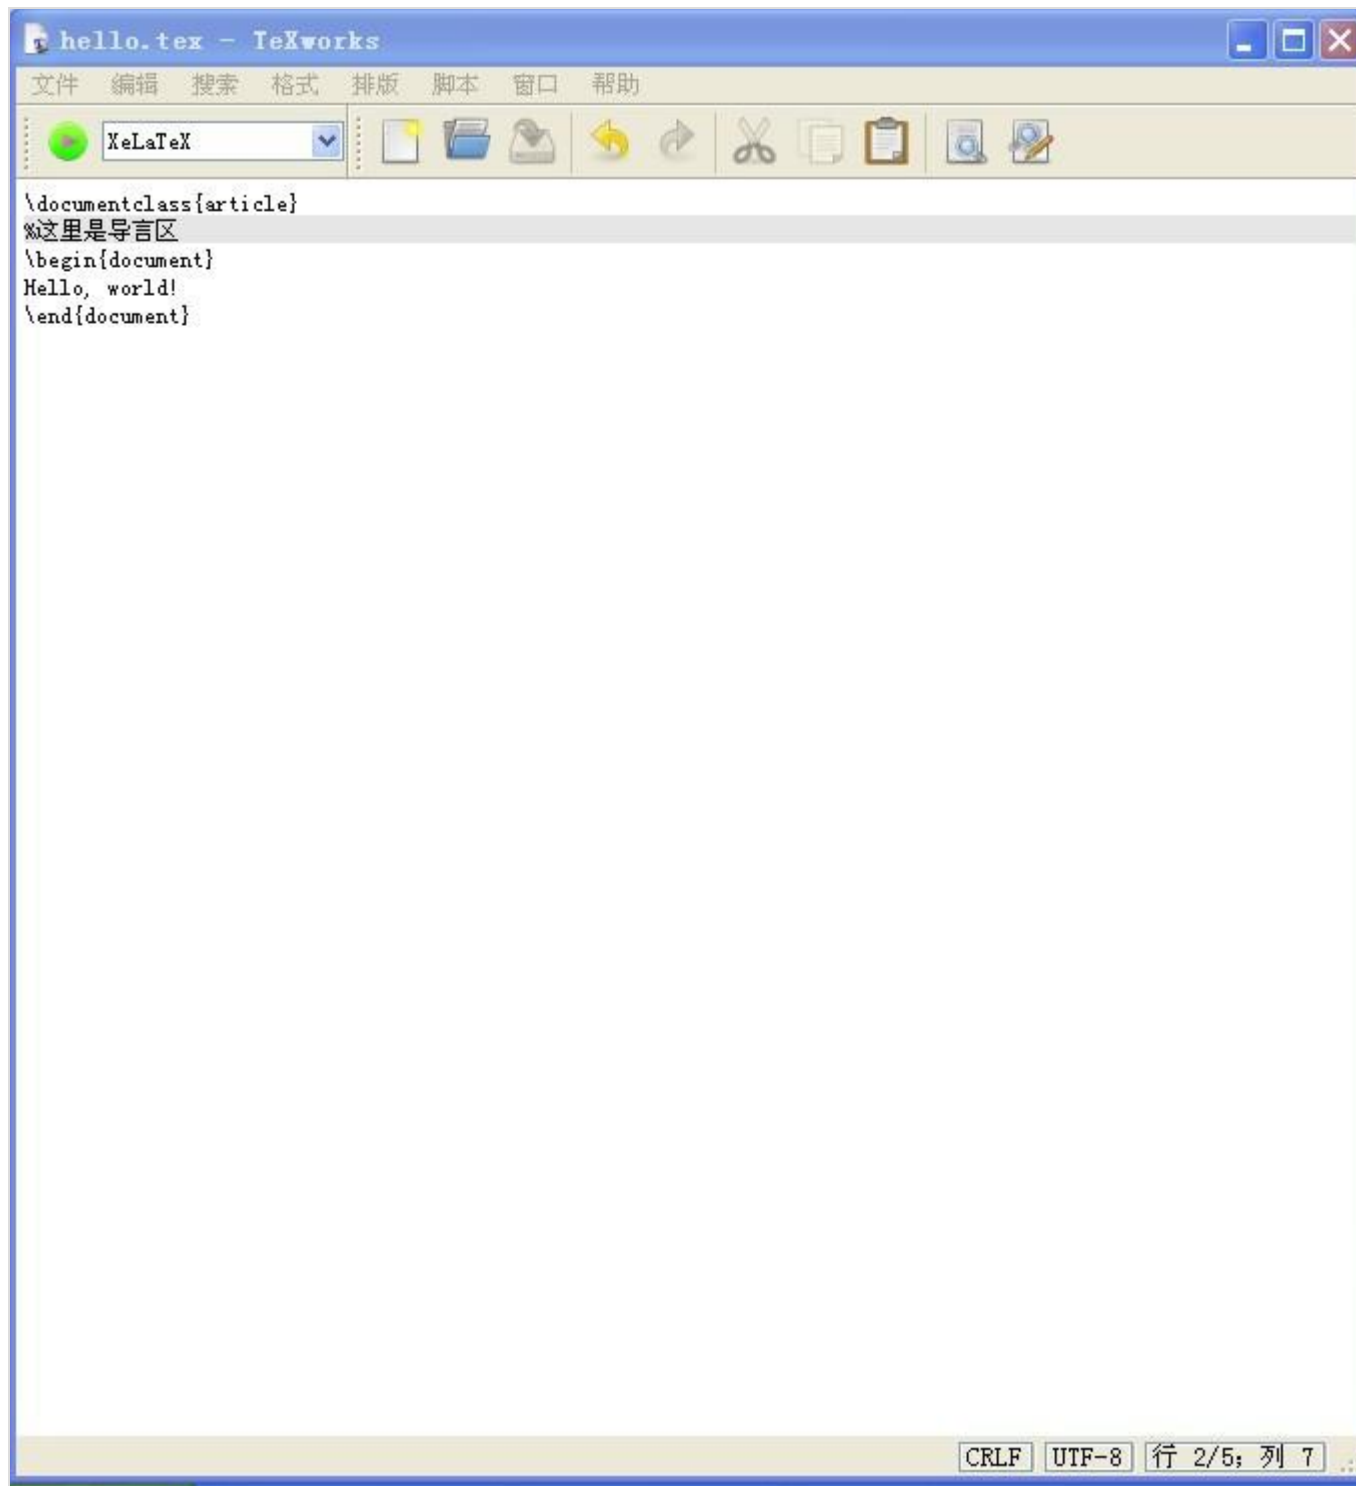 hello.tex - TeXworks
文件 编辑 搜索 格式 排版 脚本 窗口 帮助
XeLaTeX
\documentclass{article}
%这里是导言区
\begin{document}
Hello, world!
\end{document}
CRLF UTF-8 行 2/5; 列 7